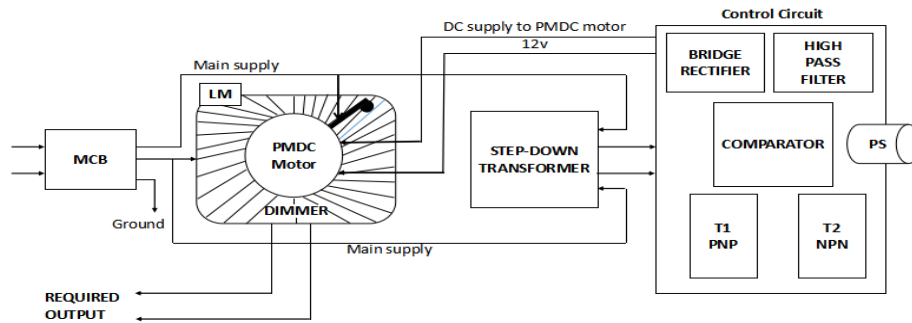 Control Circuit
DC supply to PMDC motor
12v
BRIDGE
RECTIFIER
HIGH
PASS
FILTER
Main supply
LM
MCB
PMDC
Motor
STEP-DOWN
TRANSFORMER
COMPARATOR
PS
DIMMER
Ground
Main supply
T1
PNP
T2
NPN
REQUIRED
OUTPUT